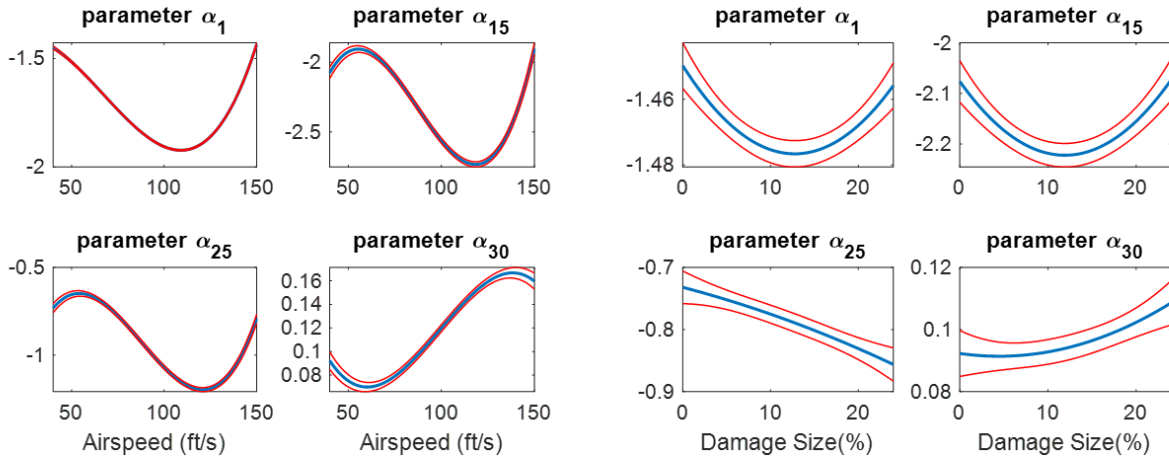 parameter α1
parameter α15
parameter α1
parameter α15
-1.5
-2
50 100 150
-2
-2.5
50 100 150
-1.46
-1.48
0 10 20
-2
-2.1
-2.2
0 10 20
parameter α25
parameter α30
parameter α25
parameter α30
-0.5
-1
50 100 150
Airspeed (ft/s)
0.16
0.14
0.12
0.1
0.08
50 100 150
Airspeed (ft/s)
-0.7
-0.8
-0.9
0 10 20
Damage Size(%)
0.12
0.1
0.08
0 10 20
Damage Size(%)